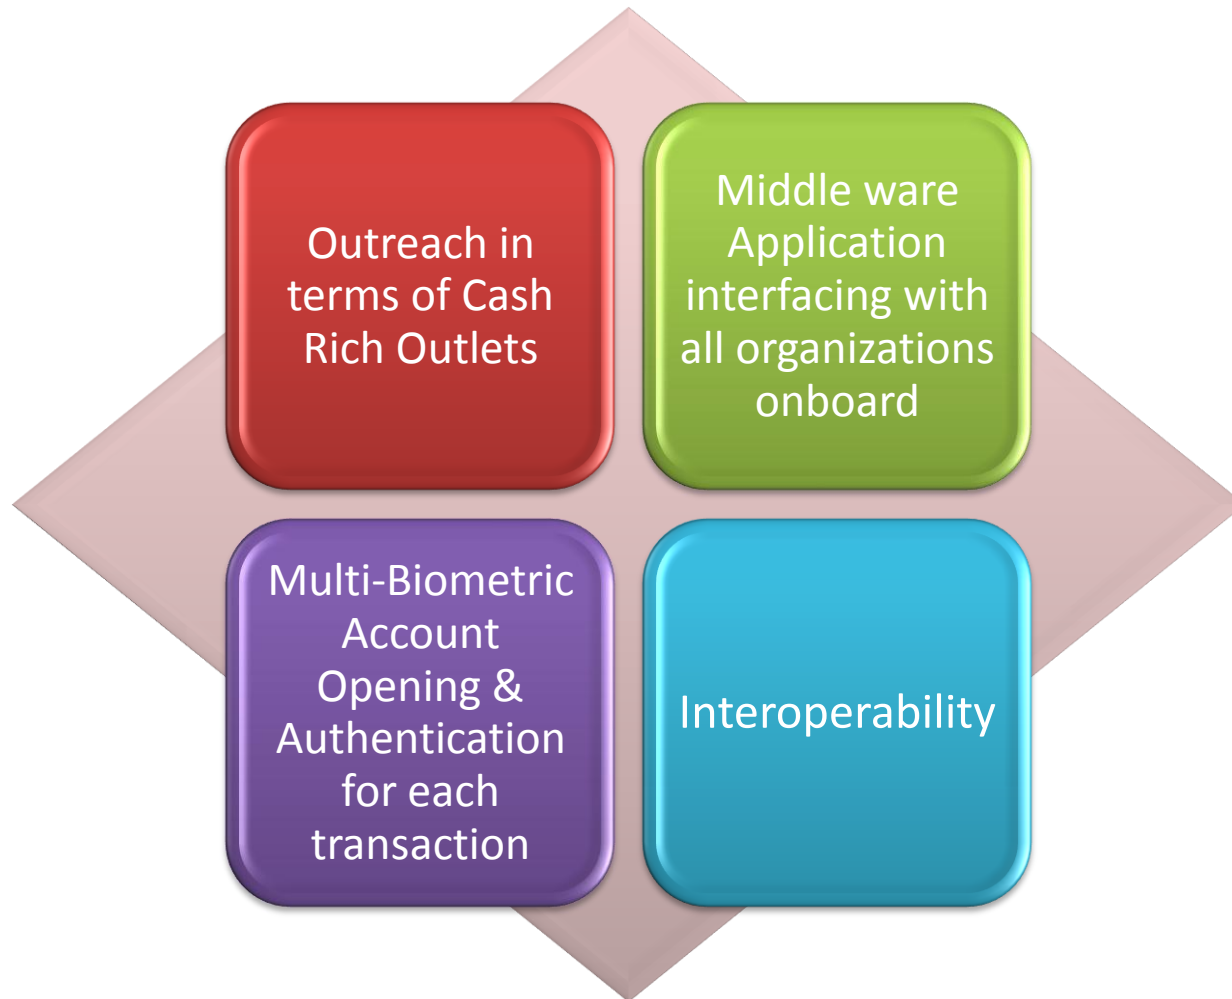 Outreach in
terms of Cash
Rich Outlets
Middle ware
Application
interfacing with
all organizations
onboard
Multi-Biometric
Account
Opening &
Authentication
for each
transaction
Interoperability